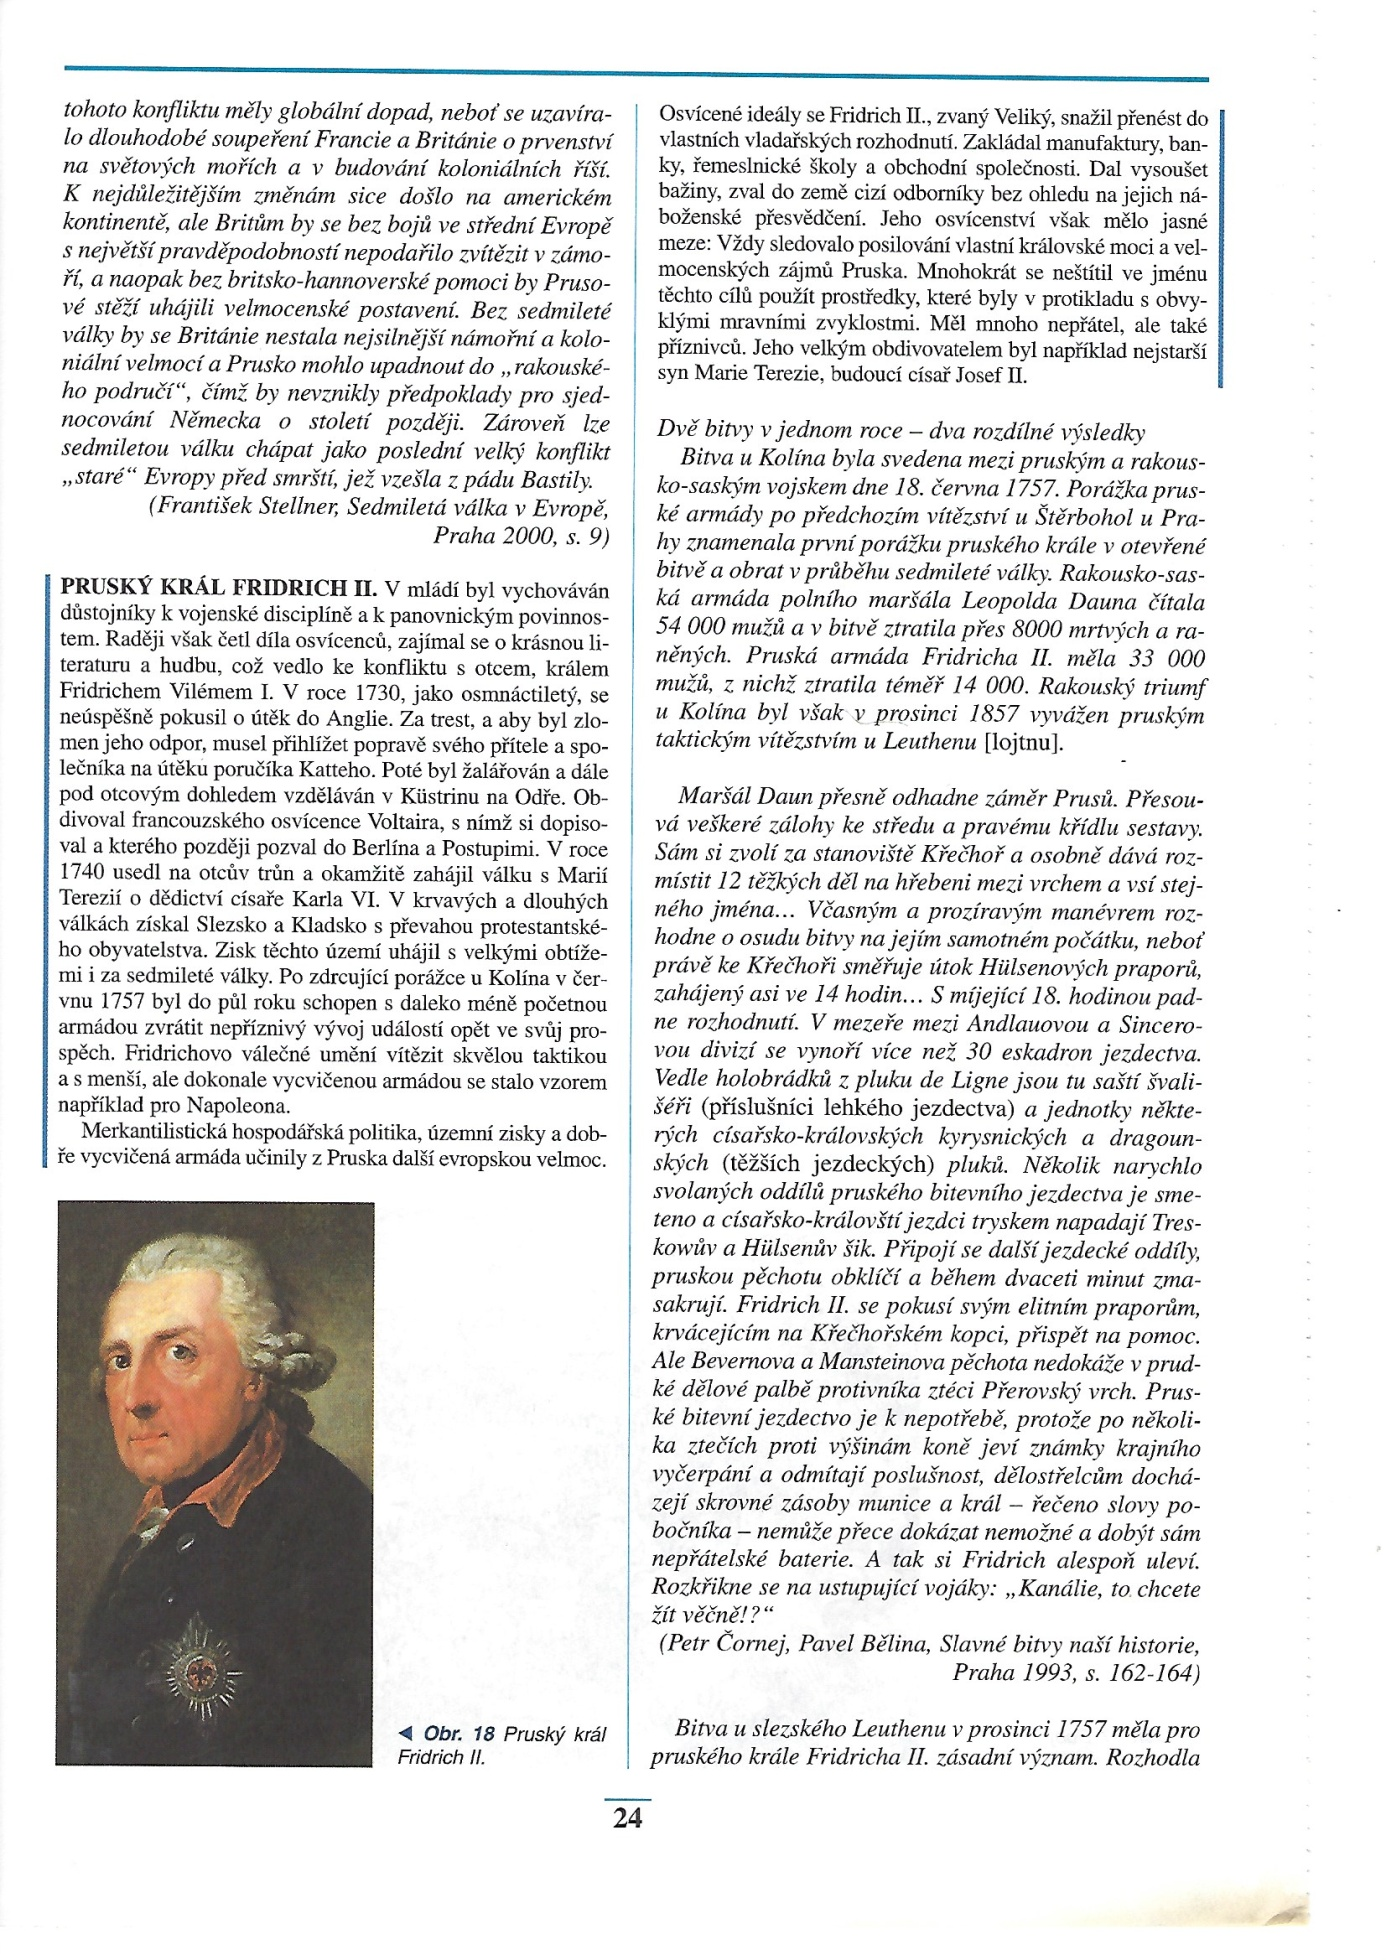 tohoto konfliktu měly globální dopad, neboť se uzavíra-
lo dlouhodobé soupeření Francie a Británie o prvenství
na světových mořích a v budování koloniálních říší.
K nejdůležitějším změnám sice došlo na americkém
kontinentě, ale Britům by se bez bojů ve střední Evropě
s největší pravděpodobností nepodařilo zvítězit v zámo-
ří, a naopak bez britsko-hannoverské pomoci by Pruso-
vé stěží uhájili velmocenské postavení. Bez sedmileté
války by se Británie nestala nejsilnější námořní a kolo-
niální velmocí a Prusko mohlo upadnout do „rakouské-
ho područí“, čímž by nevznikly předpoklady pro sjed-
nocování Německa o století později. Zároveň lze
sedmiletou válku chápat jako poslední velký konflikt
„staré“ Evropy před smrští, jež vzešla z pádu Bastily.
(František Stellner, Sedmiletá válka v Evropě,
Praha 2000, s. 9)
PRUSKÝ KRÁL FRIDRICH II. V mládí byl vychováván
důstojníky k vojenské disciplíně a k panovnickým povinnos-
tem. Raději však četl díla osvícenců, zajímal se o krásnou li-
teraturu a hudbu, což vedlo ke konfliktu s otcem, králem
Fridrichem Vilémem I. V roce 1730, jako osmnáctiletý, se
neúspěšně pokusil o útěk do Anglie. Za trest, a aby byl zlo-
men jeho odpor, musel přihlížet popravě svého přítele a spo-
lečníka na útěku poručíka Katteho. Poté byl žalářován a dále
pod otcovým dohledem vzděláván v Küstrinu na Odře. Ob-
divoval francouzského osvícence Voltaira, s nímž si dopiso-
val a kterého později pozval do Berlína a Postupimi. V roce
1740 usedl na otcův trůn a okamžitě zahájil válku s Marií
Terezií o dědictví císaře Karla VI. V krvavých a dlouhých
válkách získal Slezsko a Kladsko s převahou protestantské-
ho obyvatelstva. Zisk těchto území uhájil s velkými obtíže-
mi i za sedmileté války. Po zdrcující porážce u Kolína v čer-
vnu 1757 byl do půl roku schopen s daleko méně početnou
armádou zvrátit nepříznivý vývoj událostí opět ve svůj pro-
spěch. Fridrichovo válečné umění vítězit skvělou taktikou
a s menší, ale dokonale vycvičenou armádou se stalo vzorem
například pro Napoleona.
Merkantilistická hospodářská politika, územní zisky a dob-
ře vycvičená armáda učinily z Pruska další evropskou velmoc.
◄ Obr. 18 Pruský král
Fridrich II.
Osvícené ideály se Fridrich II., zvaný Veliký, snažil přenést do
vlastních vladařských rozhodnutí. Zakládal manufaktury, ban-
ky, řemeslnické školy a obchodní společnosti. Dal vysoušet
bažiny, zval do země cizí odborníky bez ohledu na jejich ná-
boženské přesvědčení. Jeho osvícenství však mělo jasné
meze: Vždy sledovalo posilování vlastní královské moci a vel-
mocenských zájmů Pruska. Mnohokrát se neštítil ve jménu
těchto cílů použít prostředky, které byly v protikladu s obvy-
klými mravními zvyklostmi. Měl mnoho nepřátel, ale také
příznivců. Jeho velkým obdivovatelem byl například nejstarší
syn Marie Terezie, budoucí císař Josef II.
Dvě bitvy v jednom roce – dva rozdílné výsledky
Bitva u Kolína byla svedena mezi pruským a rakous-
ko-saským vojskem dne 18. června 1757. Porážka prus-
ké armády po předchozím vítězství u Štěrbohol u Pra-
hy znamenala první porážku pruského krále v otevřené
bitvě a obrat v průběhu sedmileté války. Rakousko-sas-
ká armáda polního maršála Leopolda Dauna čítala
54 000 mužů a v bitvě ztratila přes 8000 mrtvých a ra-
něných. Pruská armáda Fridricha II. měla 33 000
mužů, z nichž ztratila téměř 14 000. Rakouský triumf
u Kolína byl však v prosinci 1857 vyvážen pruským
taktickým vítězstvím u Leuthenu [lojtnu].
Maršál Daun přesně odhadne záměr Prusů. Přesou-
vá veškeré zálohy ke středu a pravému křídlu sestavy.
Sám si zvolí za stanoviště Křečhoř a osobně dává roz-
místit 12 těžkých děl na hřebeni mezi vrchem a vsí stej-
ného jména... Včasným a prozíravým manévrem roz-
hodne o osudu bitvy na jejím samotném počátku, neboť
právě ke Křečhoři směřuje útok Hülsenových praporů,
zahájený asi ve 14 hodin... S míjející 18. hodinou pad-
ne rozhodnutí. V mezeře mezi Andlauovou a Sincero-
vou divizí se vynoří více než 30 eskadron jezdectva.
Vedle holobrádků z pluku de Ligne jsou tu saští švali-
šéři (příslušníci lehkého jezdectva) a jednotky někte-
rých císařsko-královských kyrysnických a dragoun-
ských (těžších jezdeckých) pluků. Několik narychlo
svolaných oddílů pruského bitevního jezdectva je sme-
teno a císařsko-královští jezdci tryskem napadají Tres-
kowův a Hülsenův šik. Připojí se další jezdecké oddíly,
pruskou pěchotu obklíčí a během dvaceti minut zma-
sakrují. Fridrich II. se pokusí svým elitním praporům,
krvácejícím na Křečhořském kopci, přispět na pomoc.
Ale Bevernova a Mansteinova pěchota nedokáže v prud-
ké dělové palbě protivníka ztéci Přerovský vrch. Prus-
ké bitevní jezdectvo je k nepotřebě, protože po několi-
ka ztečích proti výšinám koně jeví známky krajního
vyčerpání a odmítají poslušnost, dělostřelcům dochá-
zejí skrovné zásoby munice a král – řečeno slovy po-
bočníka – nemůže přece dokázat nemožné a dobýt sám
nepřátelské baterie. A tak si Fridrich alespoň uleví.
Rozkřikne se na ustupující vojáky: „Kanálie, to chcete
žít věčně!?“
(Petr Čornej, Pavel Bělina, Slavné bitvy naší historie,
Praha 1993, s. 162-164)
Bitva u slezského Leuthenu v prosinci 1757 měla pro
pruského krále Fridricha II. zásadní význam. Rozhodla
24